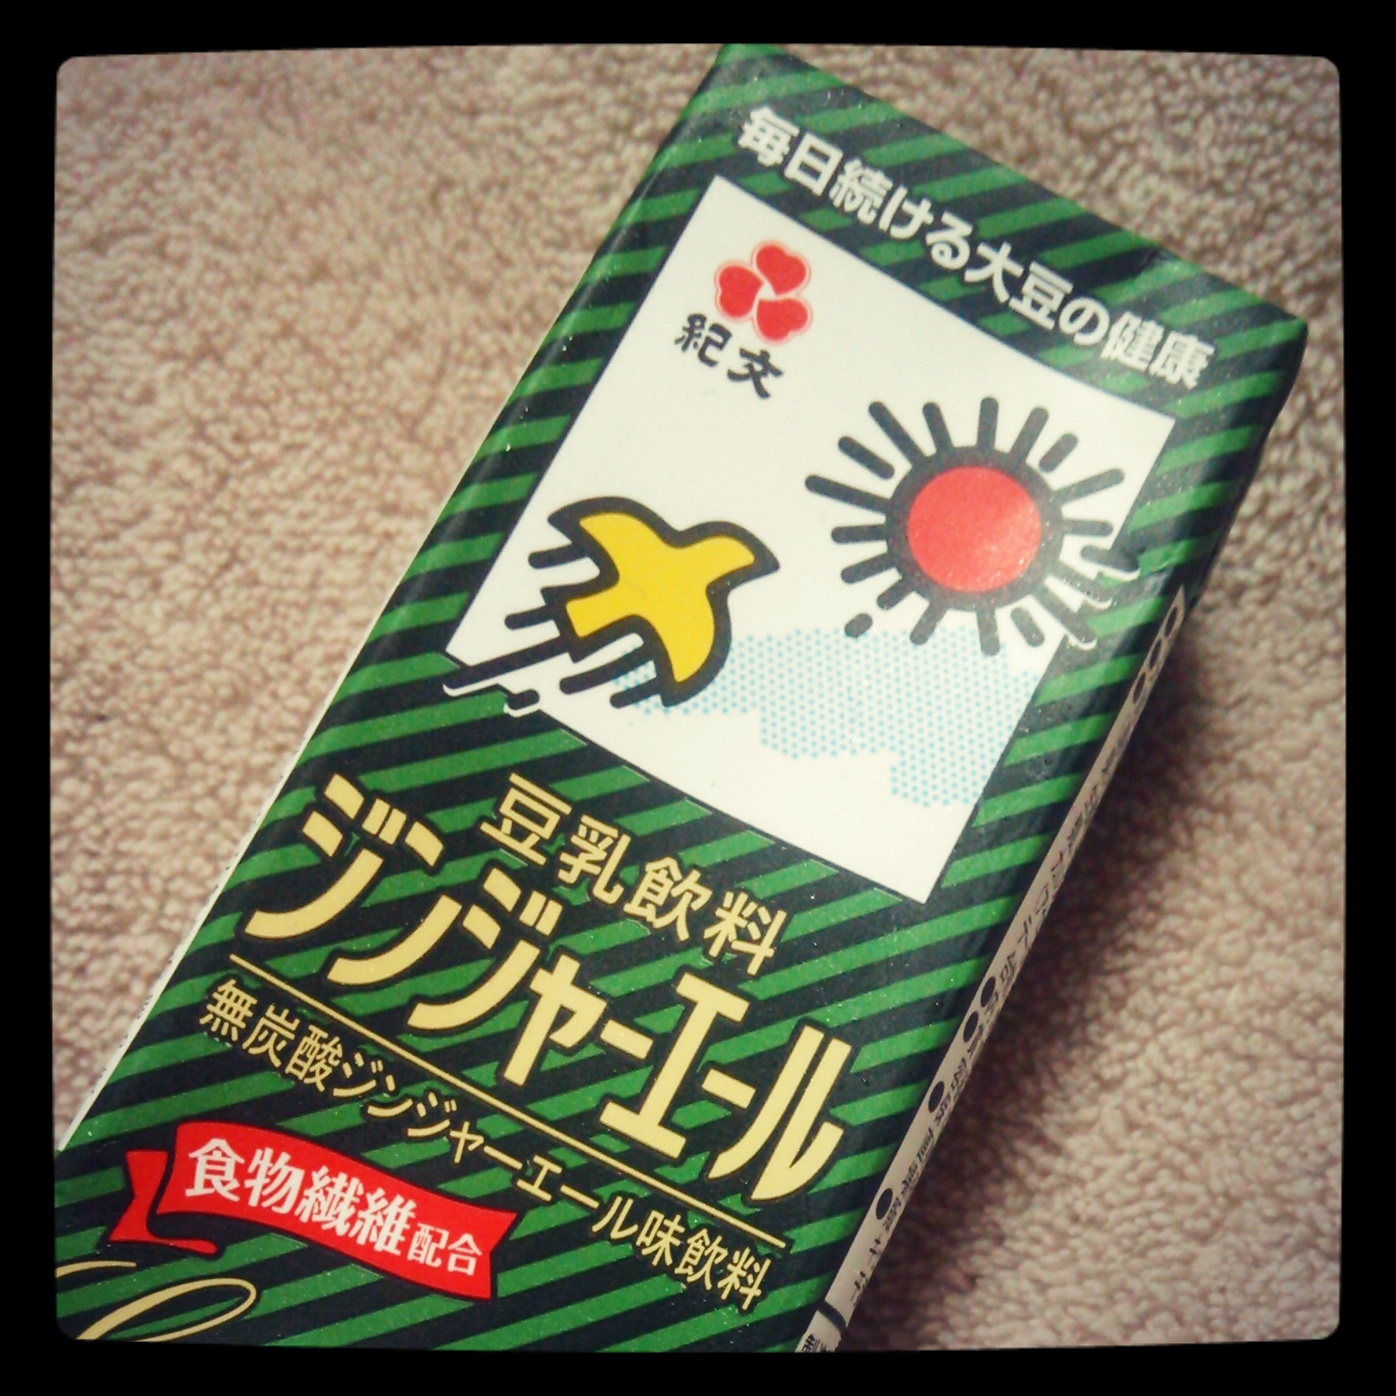 毎日続ける大豆の健康
紀文
豆乳飲料
ジンジャーエール
無炭酸ジンジャーエール味飲料
食物繊維配合